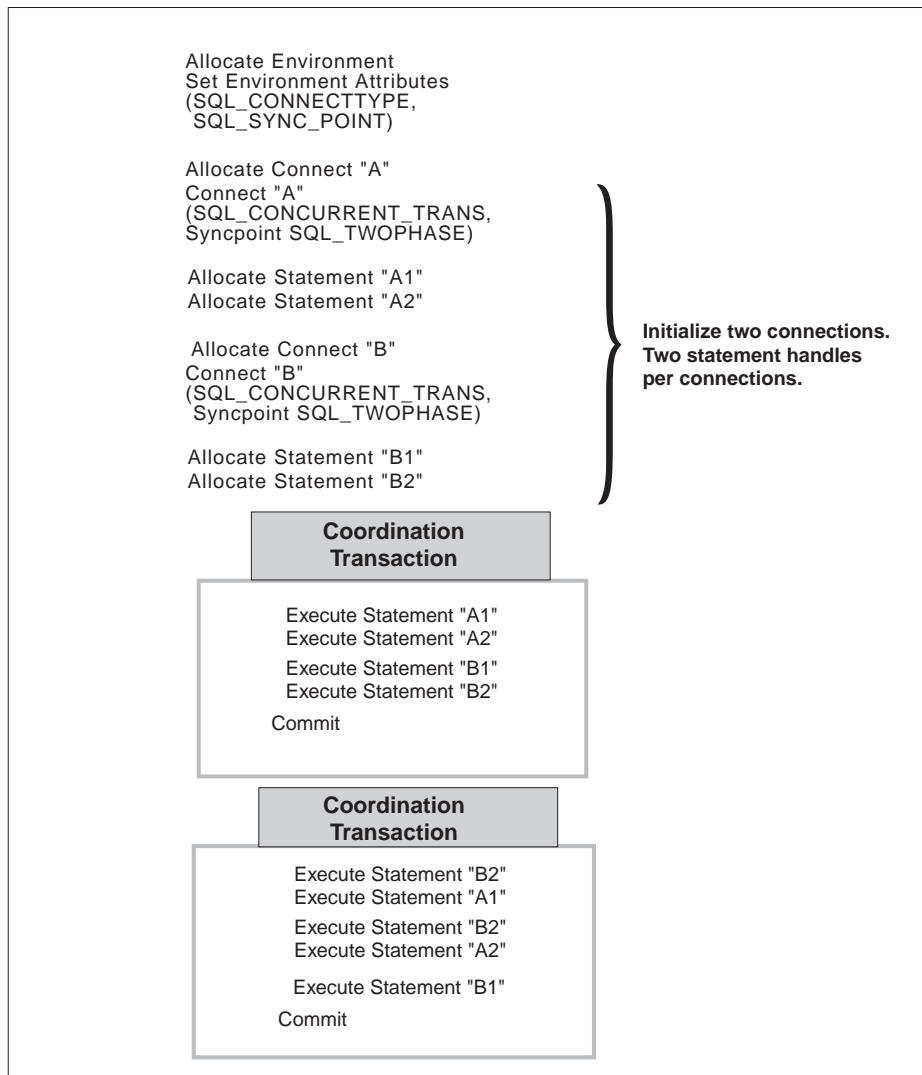 Allocate Environment
Set Environment Attributes
(SQL_CONNECTTYPE,
SQL_SYNC_POINT)
Allocate Connect "A"
Connect "A"
(SQL_CONCURRENT_TRANS,
Syncpoint SQL_TWOPHASE)
Allocate Statement "A1"
Allocate Statement "A2"
Allocate Connect "B"
Connect "B"
(SQL_CONCURRENT_TRANS,
Syncpoint SQL_TWOPHASE)
Allocate Statement "B1"
Allocate Statement "B2"
Initialize two connections.
Two statement handles
per connections.
Coordination
Transaction
Execute Statement "A1"
Execute Statement "A2"
Execute Statement "B1"
Execute Statement "B2"
Commit
Coordination
Transaction
Execute Statement "B2"
Execute Statement "A1"
Execute Statement "B2"
Execute Statement "A2"
Execute Statement "B1"
Commit